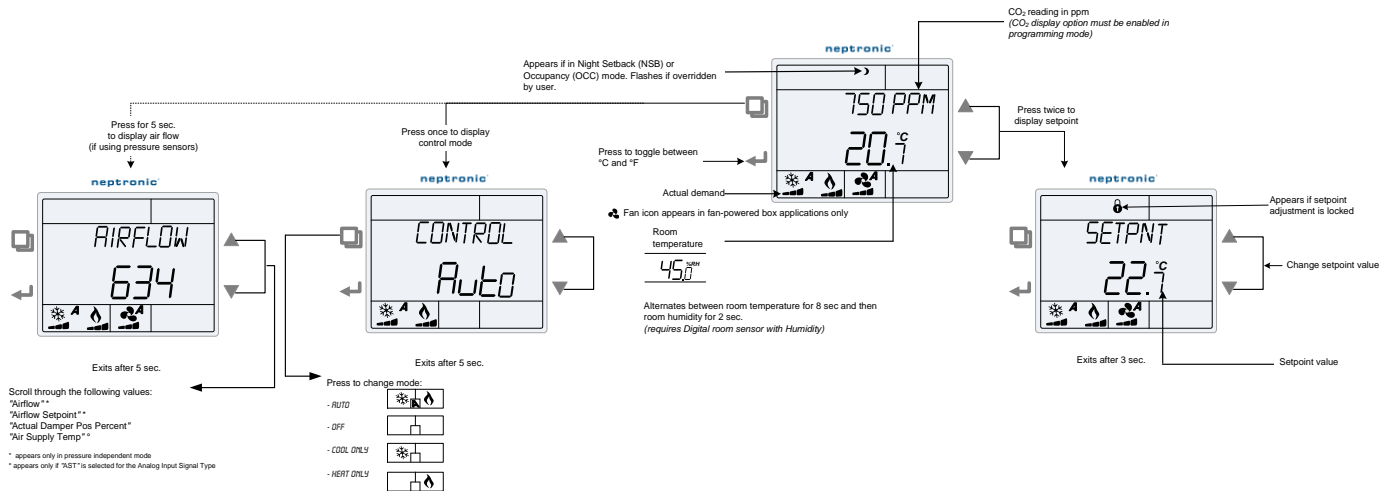 CO₂ reading in ppm
(CO₂ display option must be enabled in
programming mode)
neptronic
Appears if in Night Setback (NSB) or
Occupancy (OCC) mode. Flashes if overridden
by user.
750 PPM
20.7 °C
A A
Press twice to
display setpoint
Press for 5 sec.
to display air flow
(if using pressure sensors)
Press once to display
control mode
Press to toggle between
°C and °F
Actual demand
Fan icon appears in fan-powered box applications only
Room
temperature
45.0 %RH
Alternates between room temperature for 8 sec and then
room humidity for 2 sec.
(requires Digital room sensor with Humidity)
neptronic
AIRFLOW
634
A A
Exits after 5 sec.
Scroll through the following values:
"Airflow"*
"Airflow Setpoint"*
"Actual Damper Pos Percent"
"Air Supply Temp"°
* appears only in pressure independent mode
° appears only if "AST" is selected for the Analog Input Signal Type
neptronic
CONTROL
Auto
A
Exits after 5 sec.
Press to change mode:
- AUTO
A
- OFF
- COOL ONLY
- HEAT ONLY
neptronic
Appears if setpoint
adjustment is locked
SETPNT
22.7 °C
A A
Change setpoint value
Exits after 3 sec.
Setpoint value